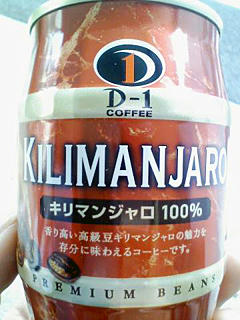 D-1
COFFEE
KILIMANJARO
キリマンジャロ 100%
香り高い高級豆キリマンジャロの魅力を
存分に味わえるコーヒーです。
PREMIUM BEANS